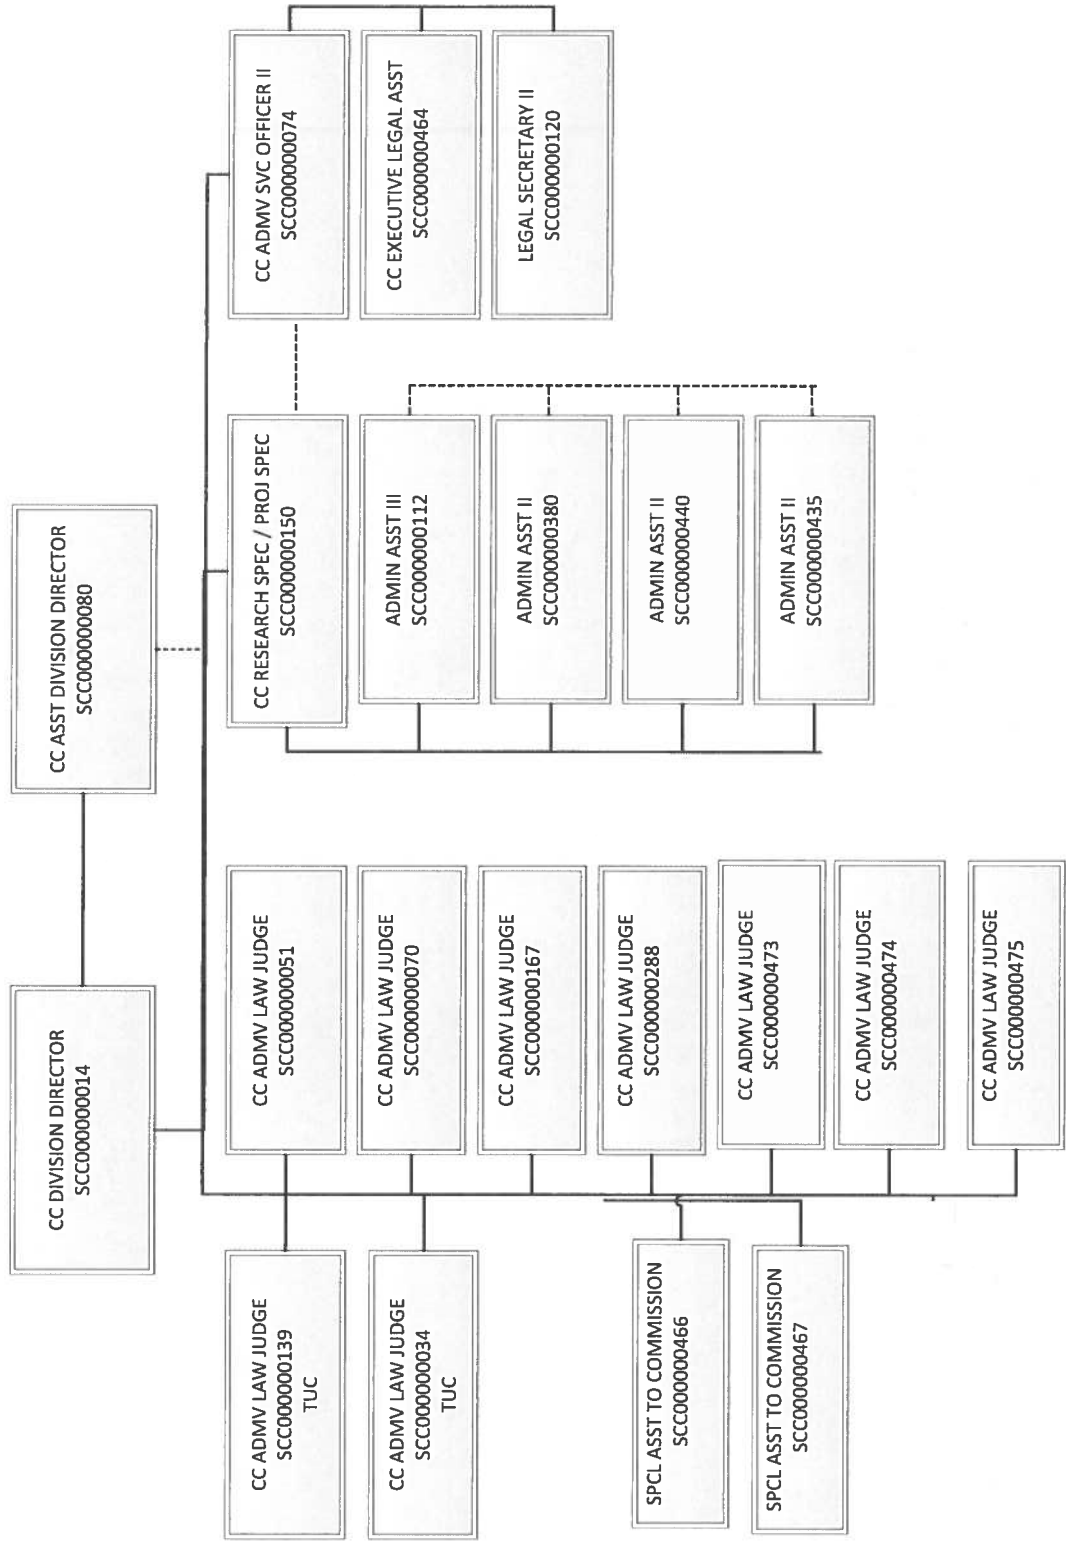 CC DIVISION DIRECTOR
SCC000000014
CC ASST DIVISION DIRECTOR
SCC000000080
CC ADMV LAW JUDGE
SCC000000139
TUC
CC ADMV LAW JUDGE
SCC000000034
TUC
SPCL ASST TO COMMISSION
SCC000000466
SPCL ASST TO COMMISSION
SCC000000467
CC ADMV LAW JUDGE
SCC000000051
CC ADMV LAW JUDGE
SCC000000070
CC ADMV LAW JUDGE
SCC000000167
CC ADMV LAW JUDGE
SCC000000288
CC ADMV LAW JUDGE
SCC000000473
CC ADMV LAW JUDGE
SCC000000474
CC ADMV LAW JUDGE
SCC000000475
CC RESEARCH SPEC / PROJ SPEC
SCC000000150
ADMIN ASST III
SCC000000112
ADMIN ASST II
SCC000000380
ADMIN ASST II
SCC000000440
ADMIN ASST II
SCC000000435
CC ADMV SVC OFFICER II
SCC000000074
CC EXECUTIVE LEGAL ASST
SCC000000464
LEGAL SECRETARY II
SCC000000120